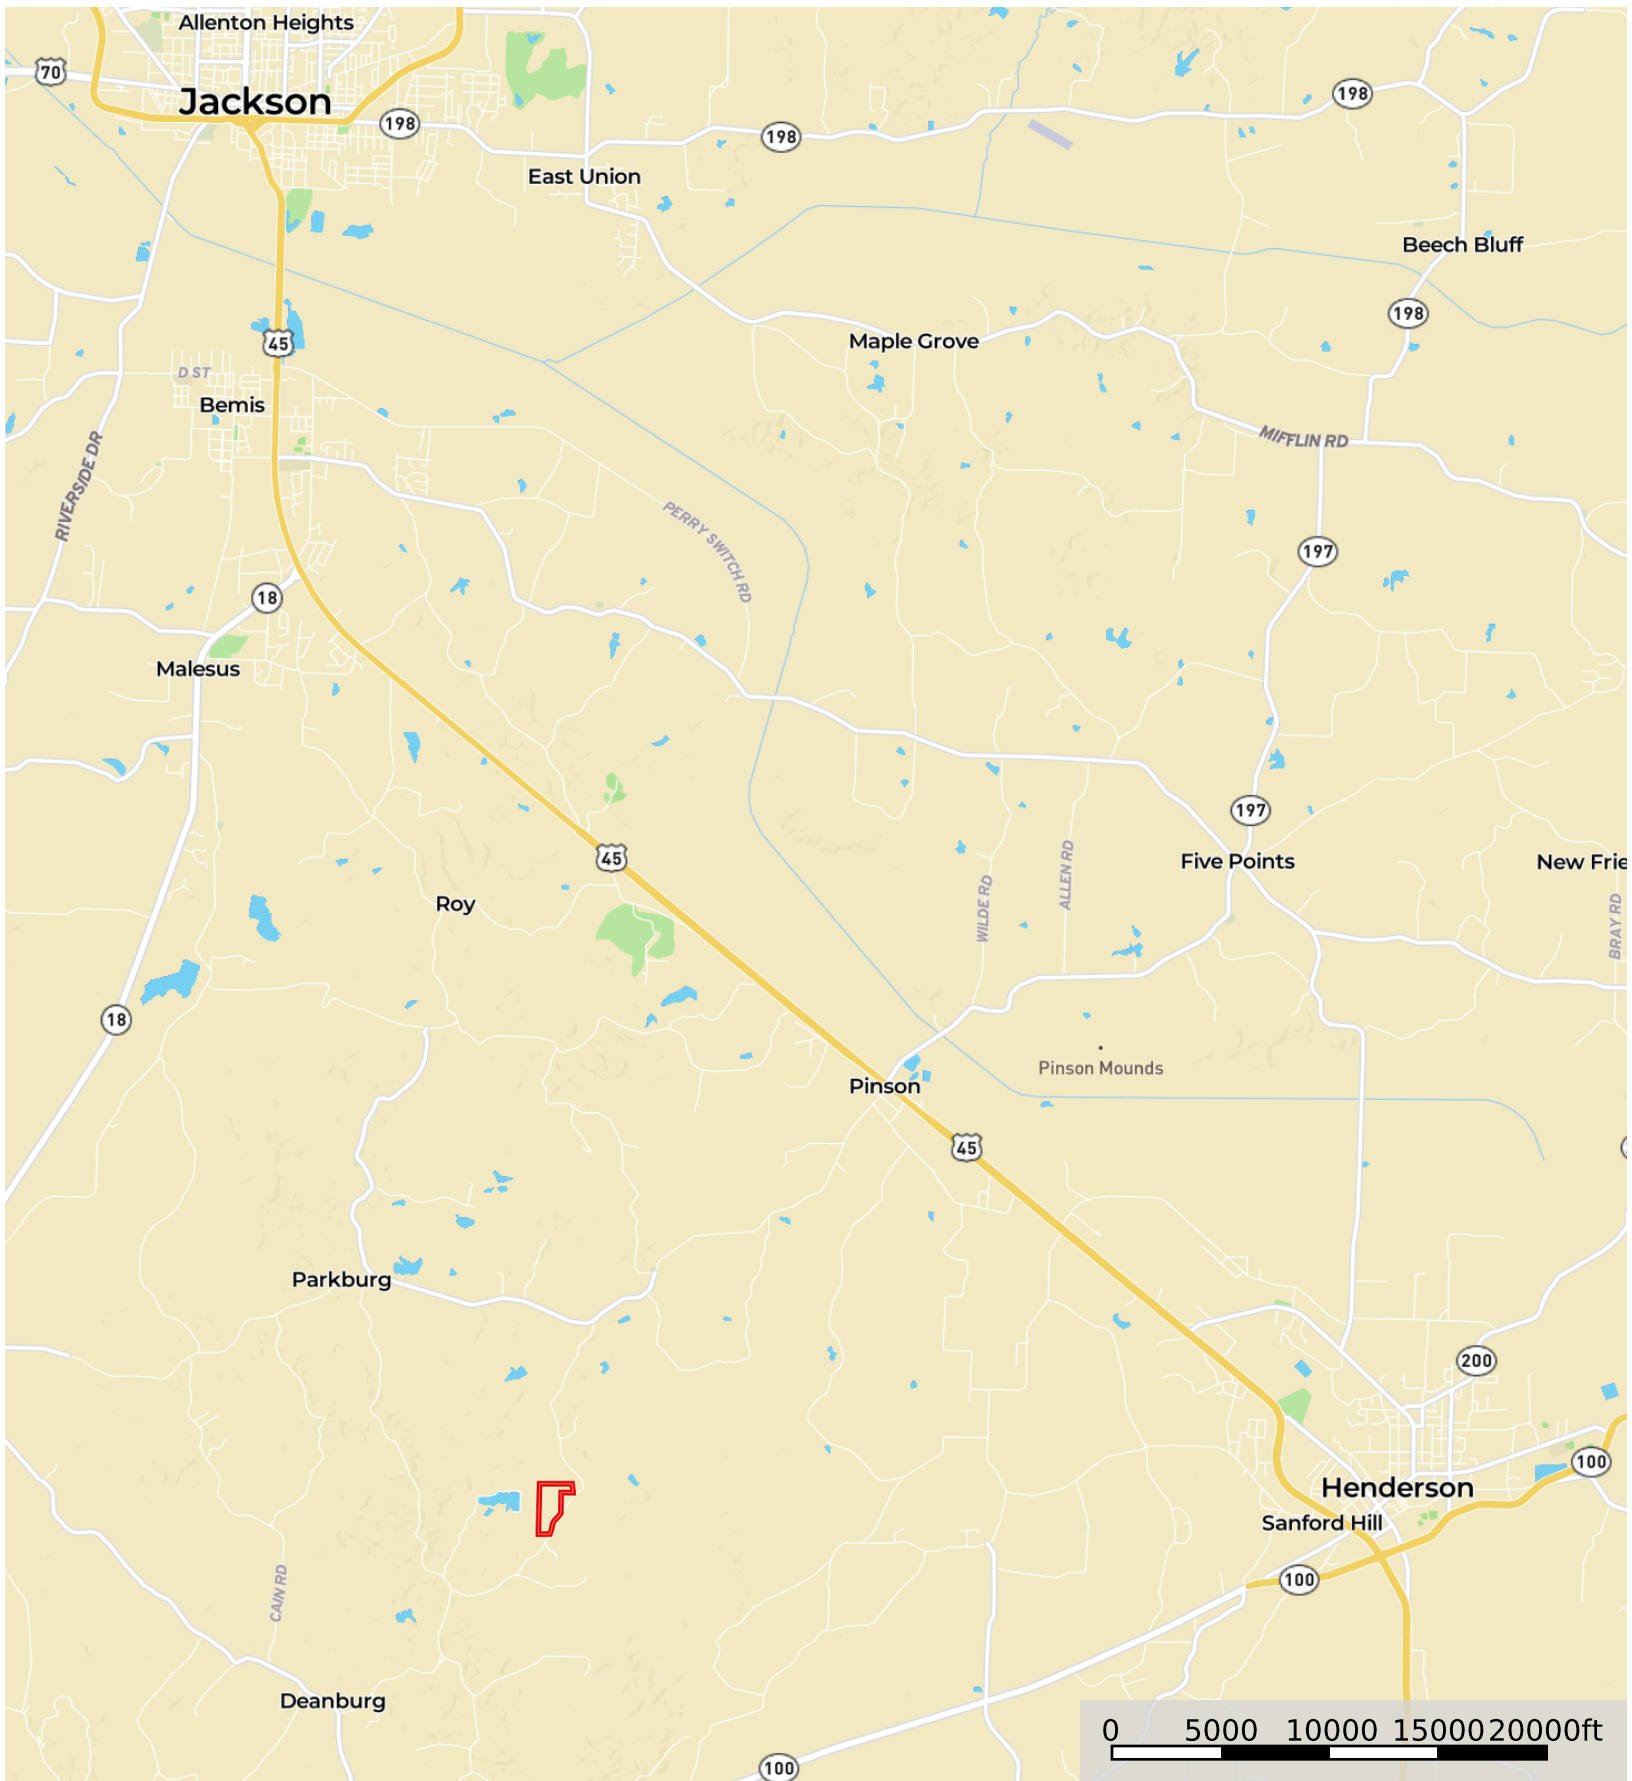 Allenton Heights
70
Jackson
198
198
198
East Union
Beech Bluff
198
45
Maple Grove
D ST
Bemis
MIFFLIN RD
RIVERSIDE DR
PERRY SWITCH RD
197
18
Malesus
197
45
Five Points
New Frie
Roy
WILDE RD
ALLEN RD
BRAY RD
18
Pinson Mounds
Pinson
45
Parkburg
200
100
Henderson
Sanford Hill
CAIN RD
100
Deanburg
0 5000 10000 15000 20000ft
100